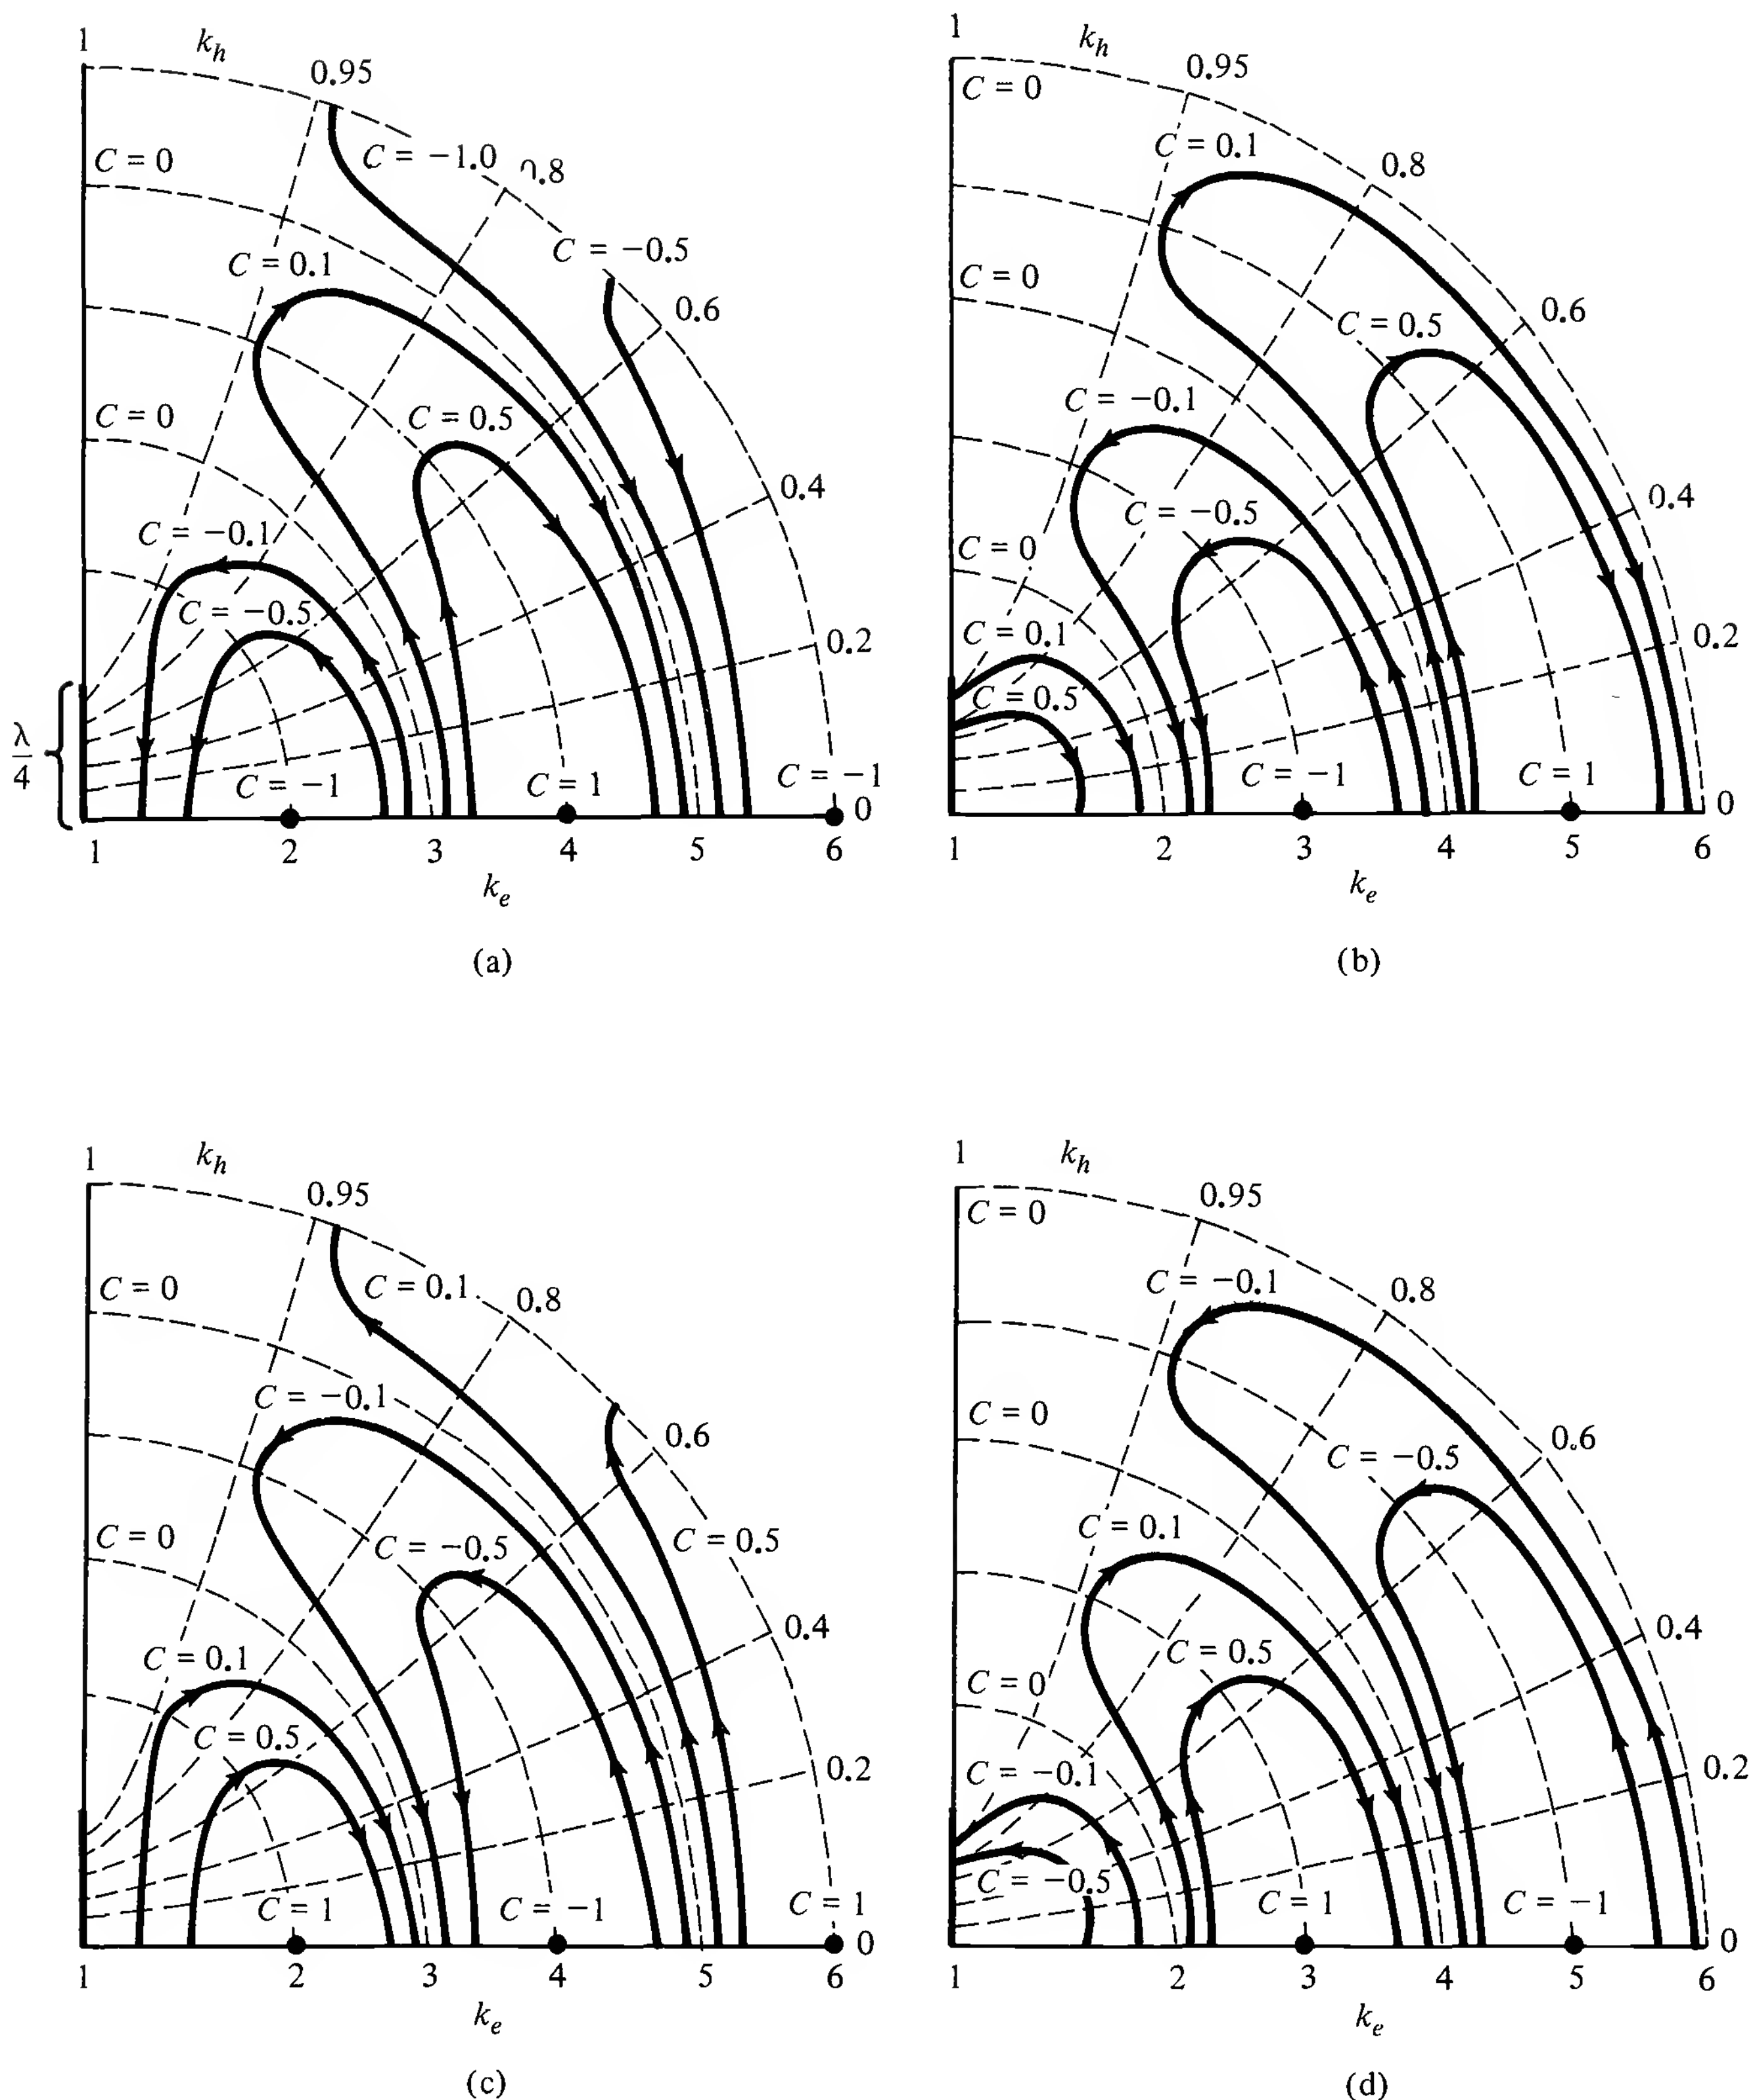 1
k_h
0.95
C = 0
C = −1.0
0.8
C = −0.5
C = 0.1
0.6
C = 0
C = 0.5
0.4
C = −0.1
C = −0.5
0.2
λ/4
C = −1
C = 1
C = −1
0
1 2 3 4 5 6
k_e
(a)
1
k_h
0.95
C = 0
C = 0.1
0.8
C = 0
0.6
C = 0.5
C = −0.1
0.4
C = −0.5
C = 0
C = 0.1
0.2
C = 0.5
C = −1
C = 1
0
1 2 3 4 5 6
k_e
(b)
1
k_h
0.95
C = 0
C = 0.1
0.8
C = −0.1
0.6
C = 0
C = −0.5
C = 0.5
0.4
C = 0.1
C = 0.5
0.2
C = 1
C = −1
C = 1
0
1 2 3 4 5 6
k_e
(c)
1
k_h
0.95
C = 0
C = −0.1
0.8
C = 0
0.6
C = −0.5
C = 0.1
0.4
C = 0.5
C = 0
C = −0.1
0.2
C = −0.5
C = 1
C = −1
0
1 2 3 4 5 6
k_e
(d)